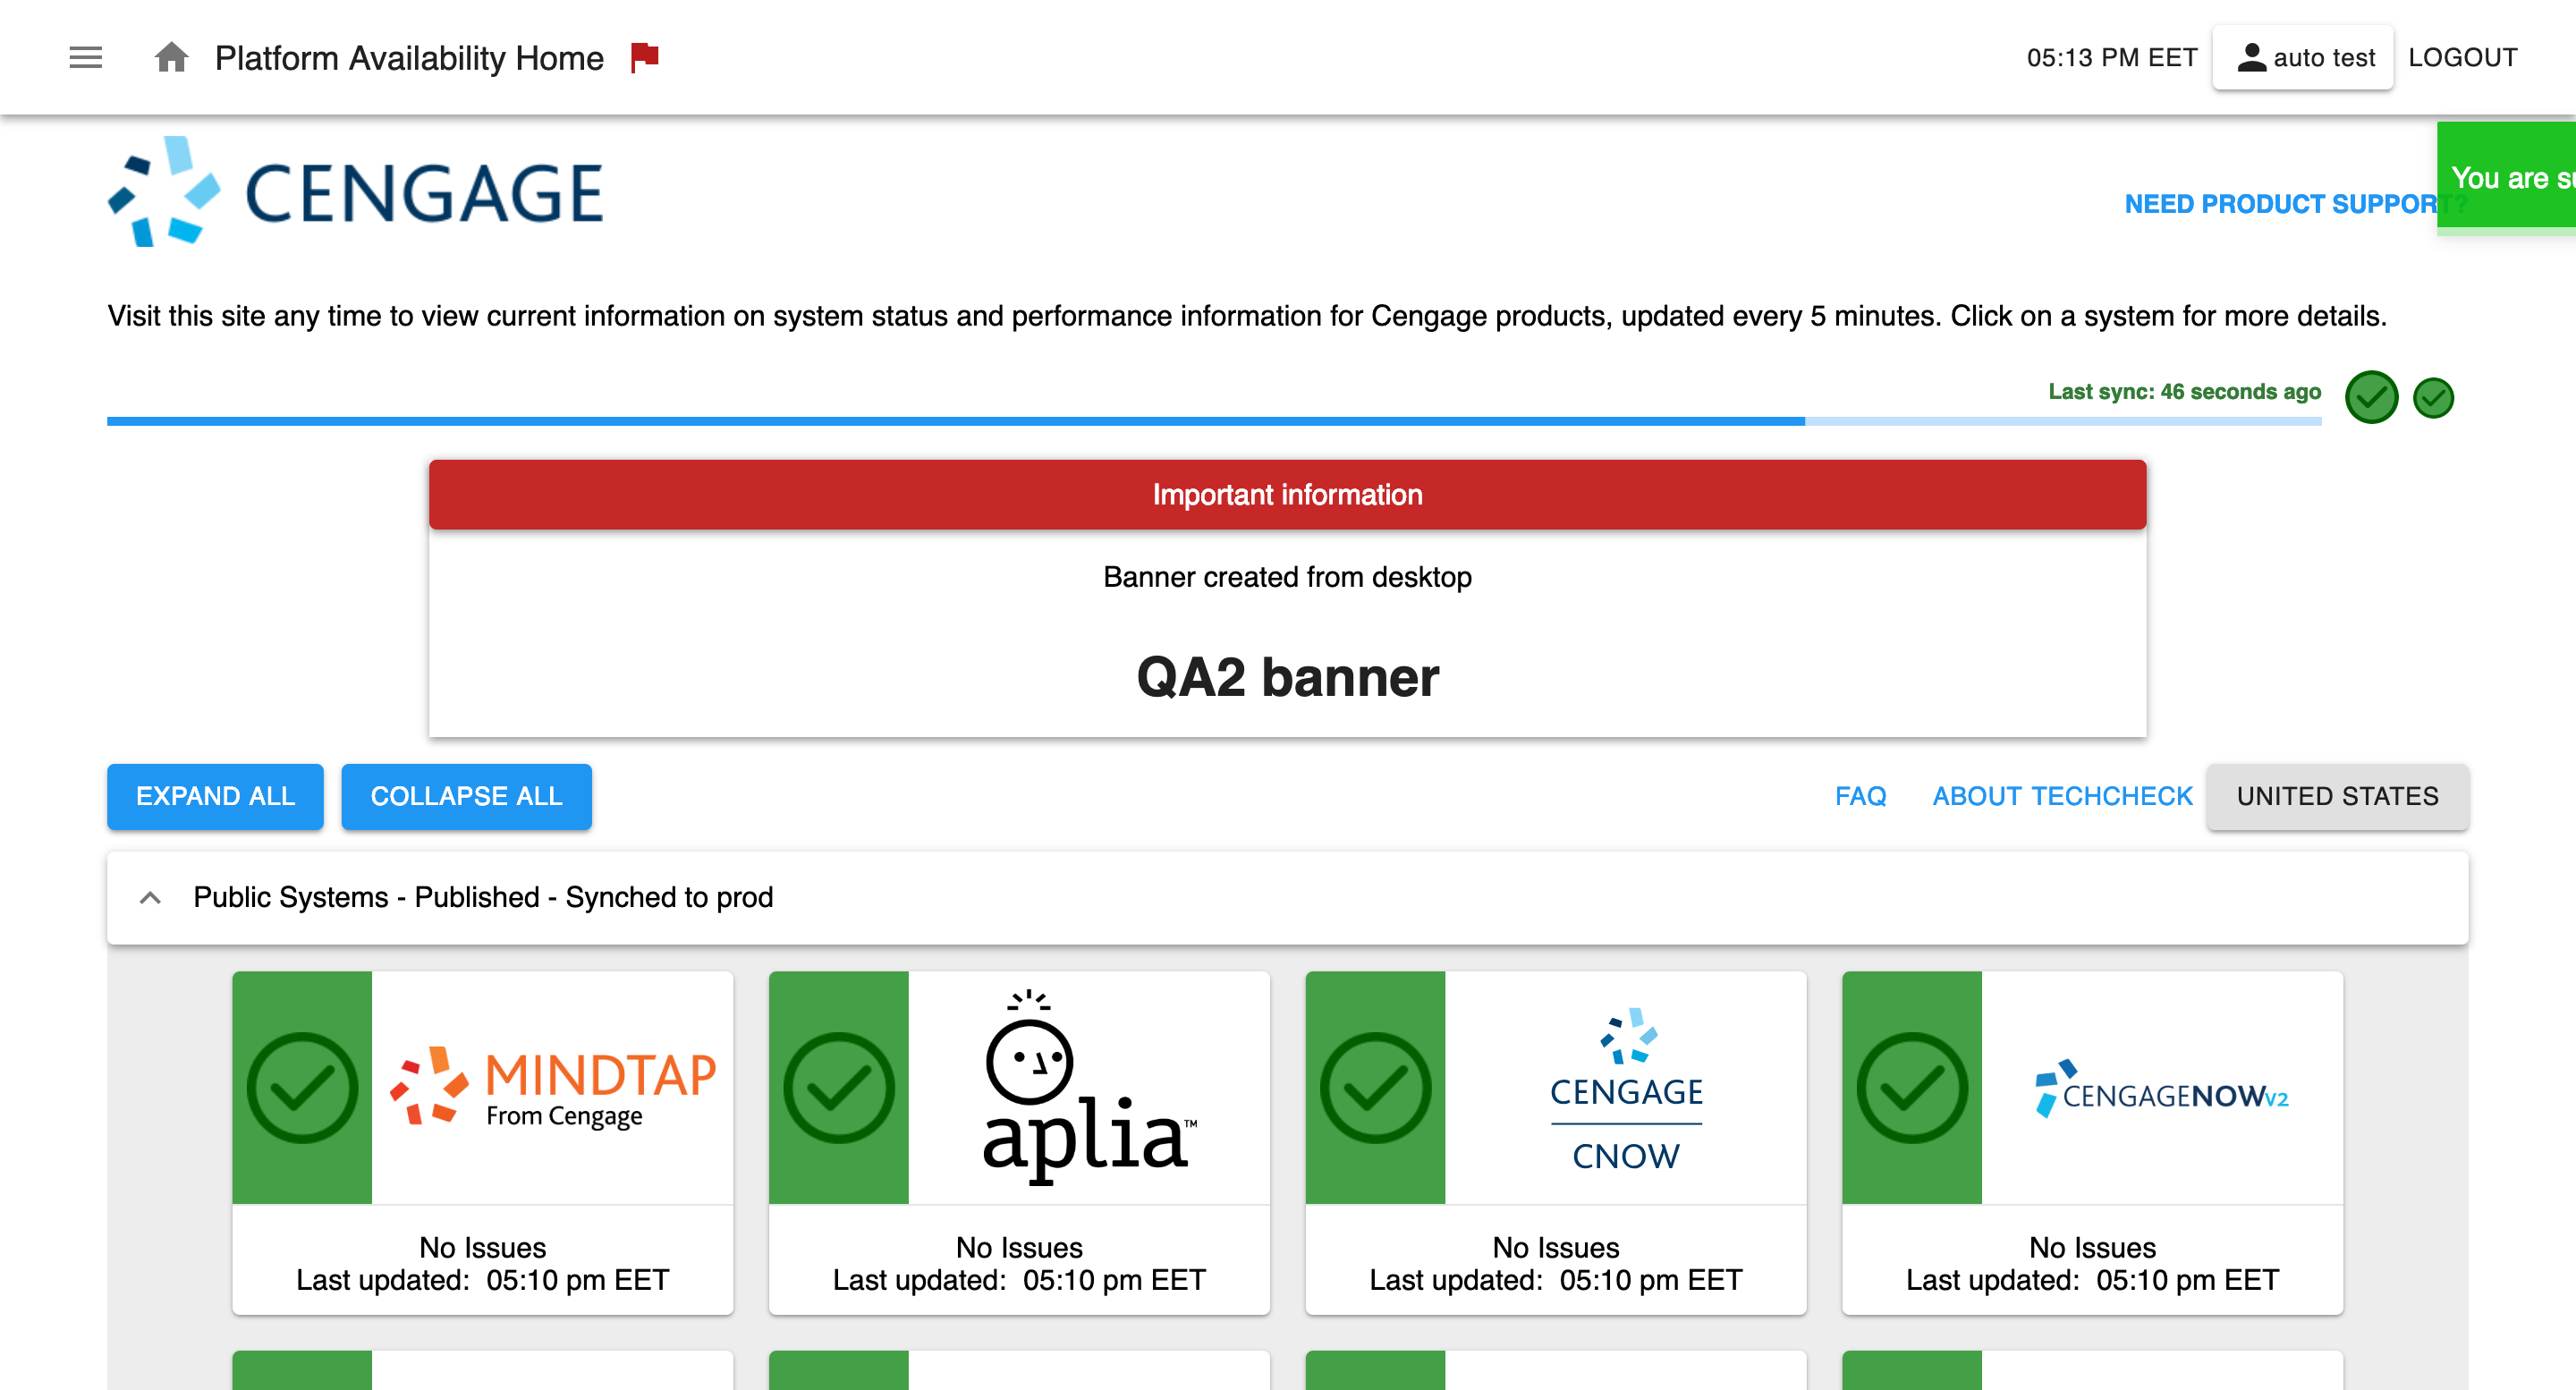 Platform Availability Home
05:13 PM EET
auto test
LOGOUT
CENGAGE
You are
NEED PRODUCT SUPPORT?
Visit this site any time to view current information on system status and performance information for Cengage products, updated every 5 minutes. Click on a system for more details.
Last sync: 46 seconds ago
Important information
Banner created from desktop
QA2 banner
EXPAND ALL
COLLAPSE ALL
FAQ
ABOUT TECHCHECK
UNITED STATES
Public Systems - Published - Synched to prod
MINDTAP
From Cengage
aplia™
CENGAGE
CNOW
CENGAGENOWv2
No Issues
Last updated: 05:10 pm EET
No Issues
Last updated: 05:10 pm EET
No Issues
Last updated: 05:10 pm EET
No Issues
Last updated: 05:10 pm EET